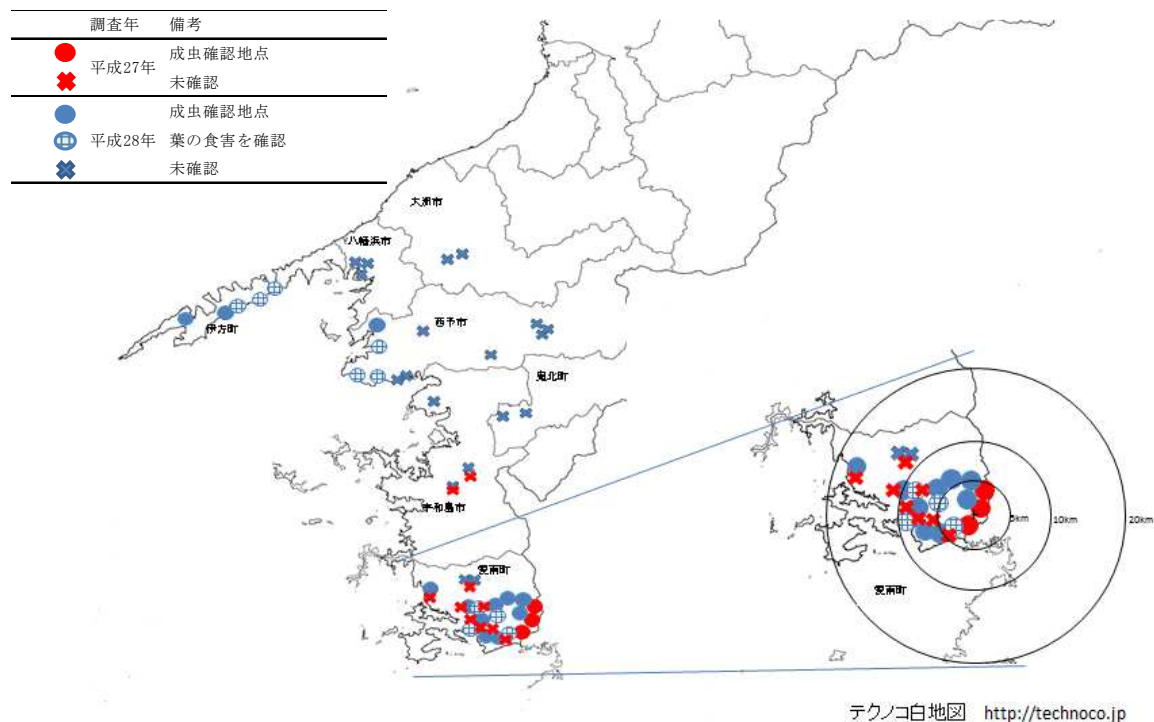 調査年 備考
平成27年
成虫確認地点
未確認
平成28年
成虫確認地点
葉の食害を確認
未確認
大洲市
八幡浜市
伊方町
西予市
鬼北町
宇和島市
愛南町
5km
10km
20km
愛南町
テクノコ白地図 http://technoco.jp